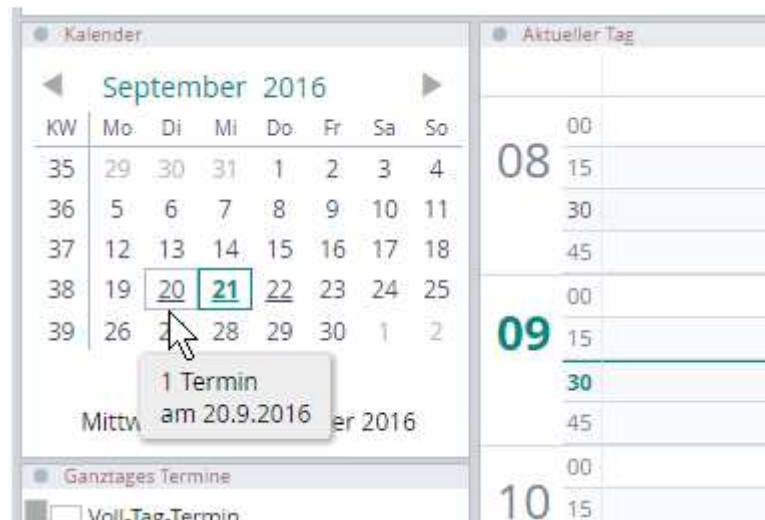 Kalender
September 2016
KW Mo Di Mi Do Fr Sa So
35 29 30 31 1 2 3 4
36 5 6 7 8 9 10 11
37 12 13 14 15 16 17 18
38 19 20 21 22 23 24 25
39 26 28 29 30 1 2
1 Termin
am 20.9.2016
2016
Ganztages Termine
Voll-Tag-Termin
Aktueller Tag
08 00
15
30
45
09 00
15
30
45
10 00
15